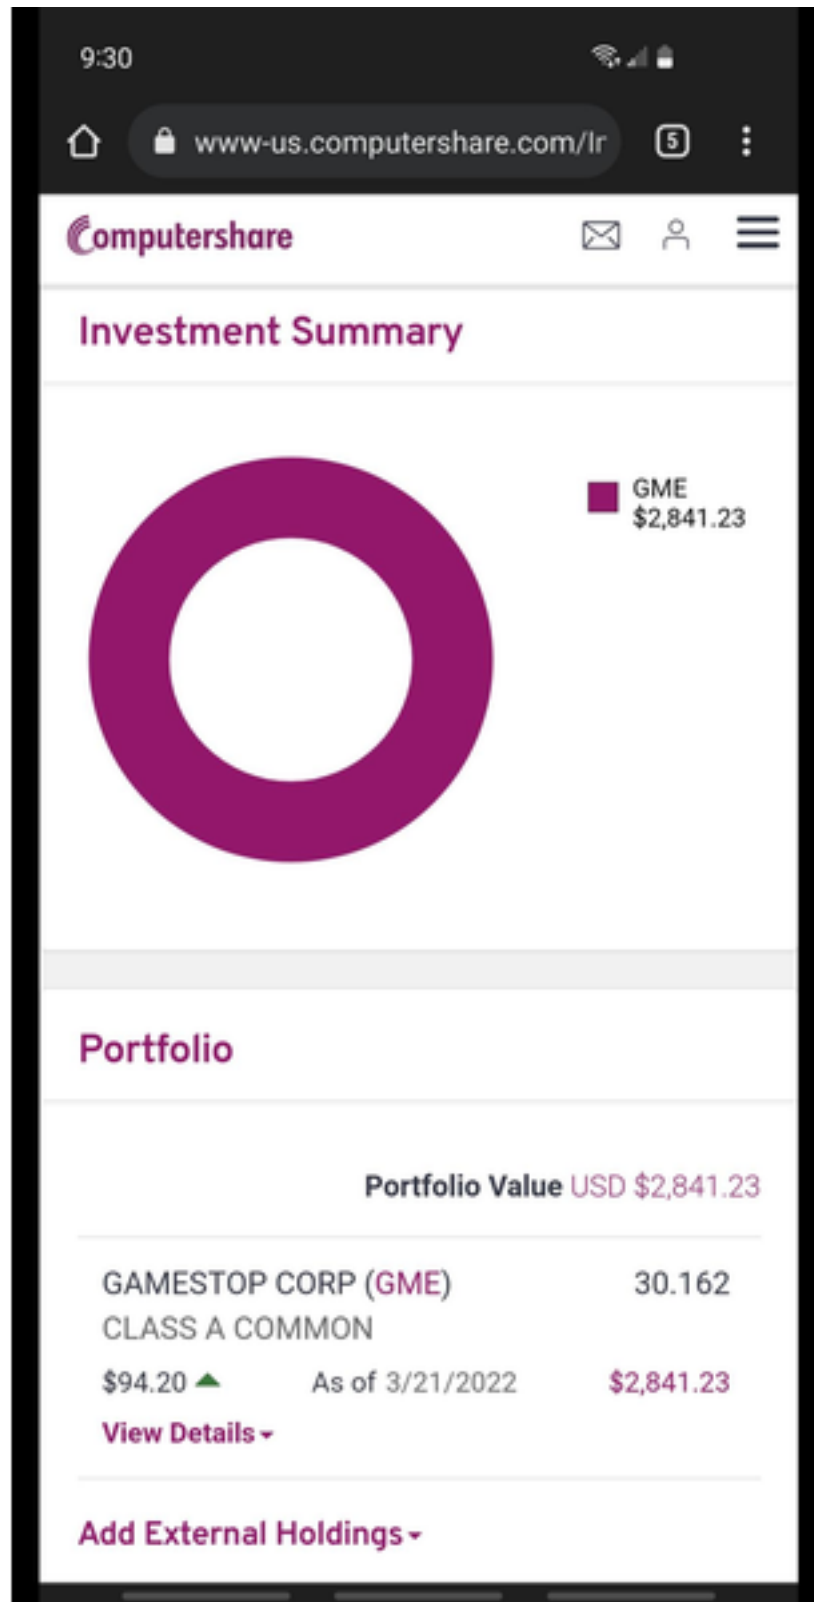 9:30
www-us.computershare.com/Ir
5
Computershare
Investment Summary
GME
$2,841.23
Portfolio
Portfolio Value USD $2,841.23
GAMESTOP CORP (GME) 30.162
CLASS A COMMON
$94.20 As of 3/21/2022 $2,841.23
View Details
Add External Holdings